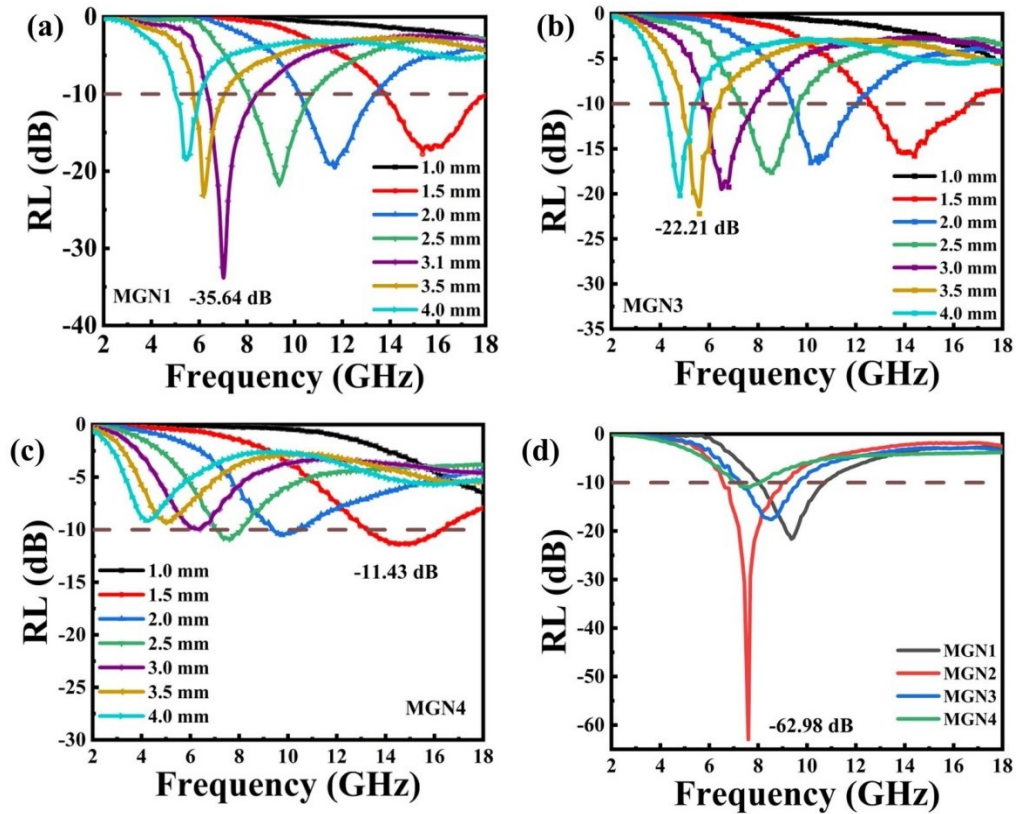 (a)
0
-10
-20
-30
-40
RL (dB)
1.0 mm
1.5 mm
2.0 mm
2.5 mm
3.1 mm
3.5 mm
4.0 mm
MGN1
-35.64 dB
2 4 6 8 10 12 14 16 18
Frequency (GHz)
(b)
0
-5
-10
-15
-20
-25
-30
-35
RL (dB)
1.0 mm
1.5 mm
2.0 mm
2.5 mm
3.0 mm
3.5 mm
4.0 mm
-22.21 dB
MGN3
2 4 6 8 10 12 14 16 18
Frequency (GHz)
(c)
0
-5
-10
-15
-20
-25
-30
RL (dB)
-11.43 dB
1.0 mm
1.5 mm
2.0 mm
2.5 mm
3.0 mm
3.5 mm
4.0 mm
MGN4
2 4 6 8 10 12 14 16 18
Frequency (GHz)
(d)
0
-10
-20
-30
-40
-50
-60
RL (dB)
MGN1
MGN2
MGN3
MGN4
-62.98 dB
2 4 6 8 10 12 14 16 18
Frequency (GHz)